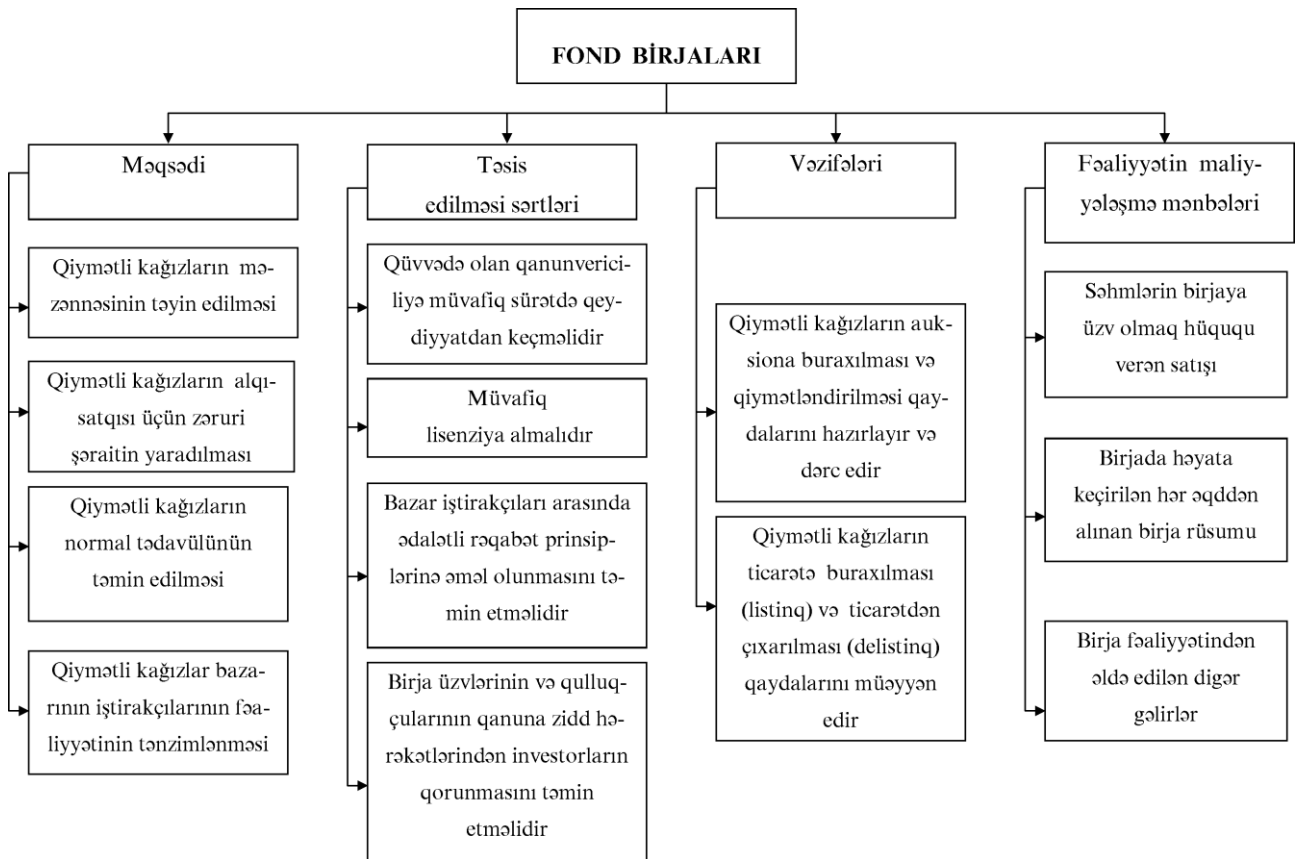 FOND BİRJALARI
Məqsədi
Qiymətli kağızların mə-
zənnəsinin təyin edilməsi
Qiymətli kağızların alqı-
satqısı üçün zəruri
şəraitin yaradılması
Qiymətli kağızların
normal tədavülünün
təmin edilməsi
Qiymətli kağızlar baza-
rının iştirakçılarının fəa-
liyyətinin tənzimlənməsi
Təsis
edilməsi sərtləri
Qüvvədə olan qanunverici-
liyə müvafiq sürətdə qey-
diyyatdan keçməlidir
Müvafiq
lisenziya almalıdır
Bazar iştirakçıları arasında
ədalətli rəqabət prinsip-
lərinə əməl olunmasını tə-
min etməlidir
Birja üzvlərinin və qulluq-
çularının qanuna zidd hə-
rəkətlərindən investorların
qorunmasını təmin
etməlidir
Vəzifələri
Qiymətli kağızların auk-
siona buraxılması və
qiymətləndirilməsi qay-
dalarını hazırlayır və
dərc edir
Qiymətli kağızların
ticarətə buraxılması
(listinq) və ticarətdən
çıxarılması (delistinq)
qaydalarını müəyyən
edir
Fəaliyyətin maliy-
yələşmə mənbələri
Səhmlərin birjaya
üzv olmaq hüququ
verən satışı
Birjada həyata
keçirilən hər əqddən
alınan birja rüsumu
Birja fəaliyyətindən
əldə edilən digər
gəlirlər